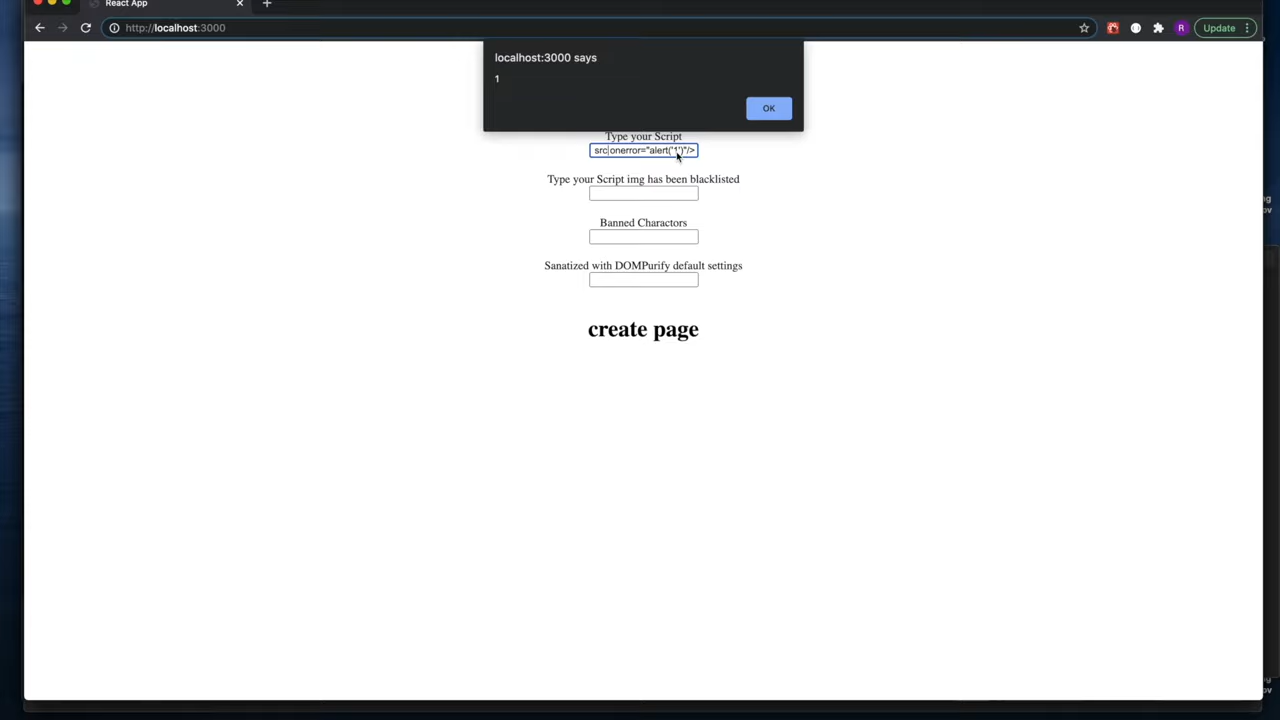 React App
http://localhost:3000
Update
localhost:3000 says
1
OK
Type your Script
src onerror="alert('1')"/>
Type your Script img has been blacklisted
Banned Charactors
Sanatized with DOMPurify default settings
create page
R